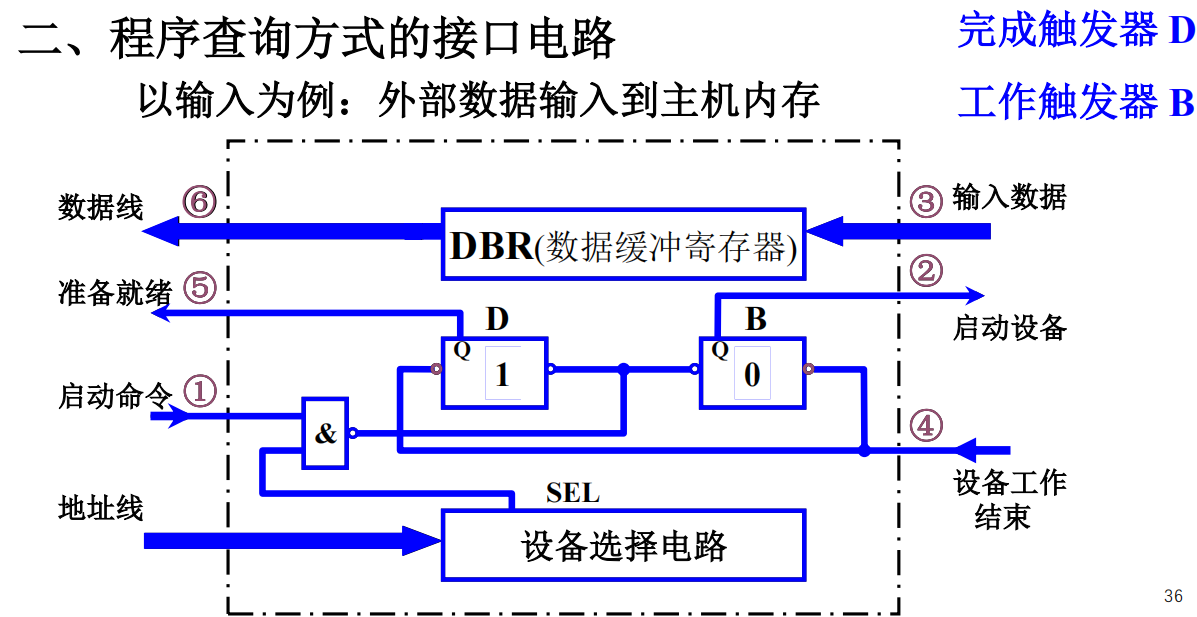 二、程序查询方式的接口电路
完成触发器 D
以输入为例：外部数据输入到主机内存
工作触发器 B
数据线
⑥
③
输入数据
DBR(数据缓冲寄存器)
准备就绪
⑤
②
启动设备
D
B
Q
1
Q
0
启动命令
①
&
④
设备工作
结束
地址线
SEL
设备选择电路
36